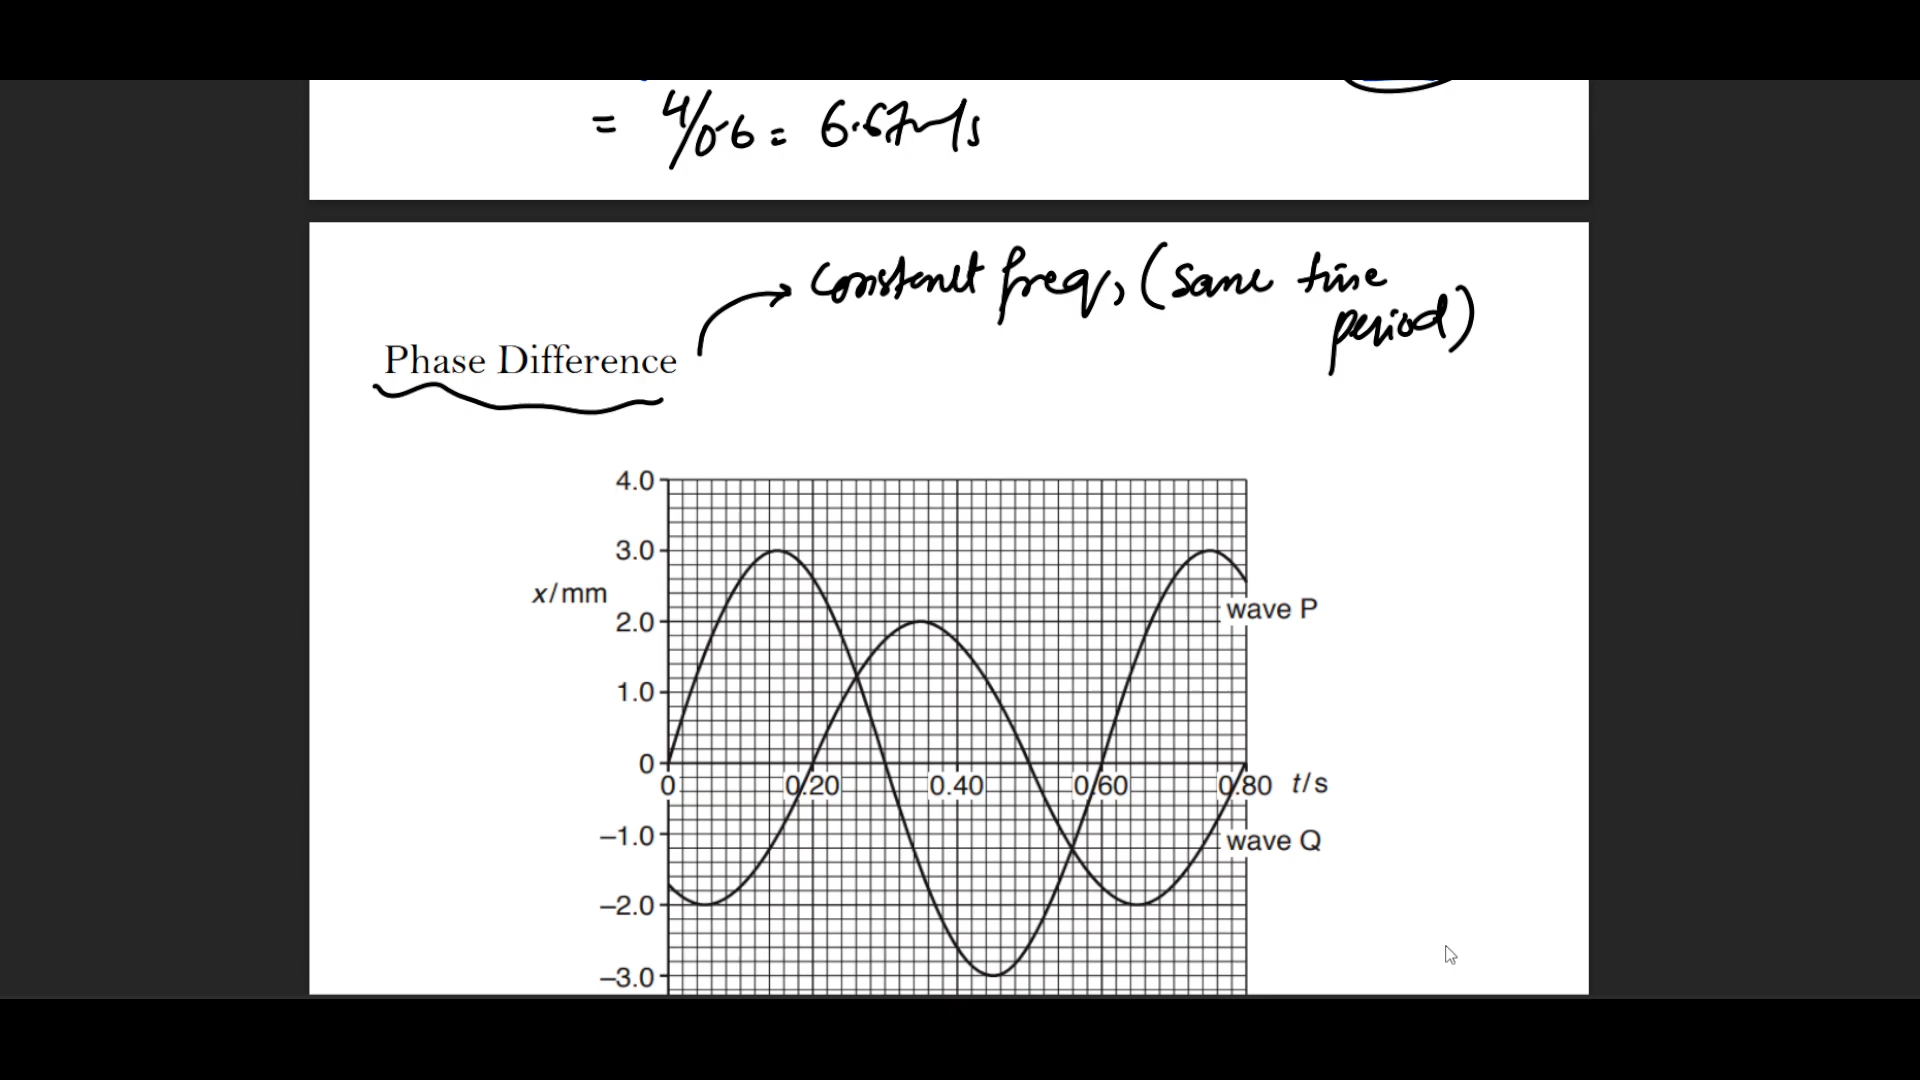 = 4/0.6 = 6.67m/s
constant freq, (same time
period)
Phase Difference
4.0
3.0
x/mm
wave P
2.0
1.0
0
0 0.20 0.40 0.60 0.80 t/s
–1.0
wave Q
–2.0
–3.0